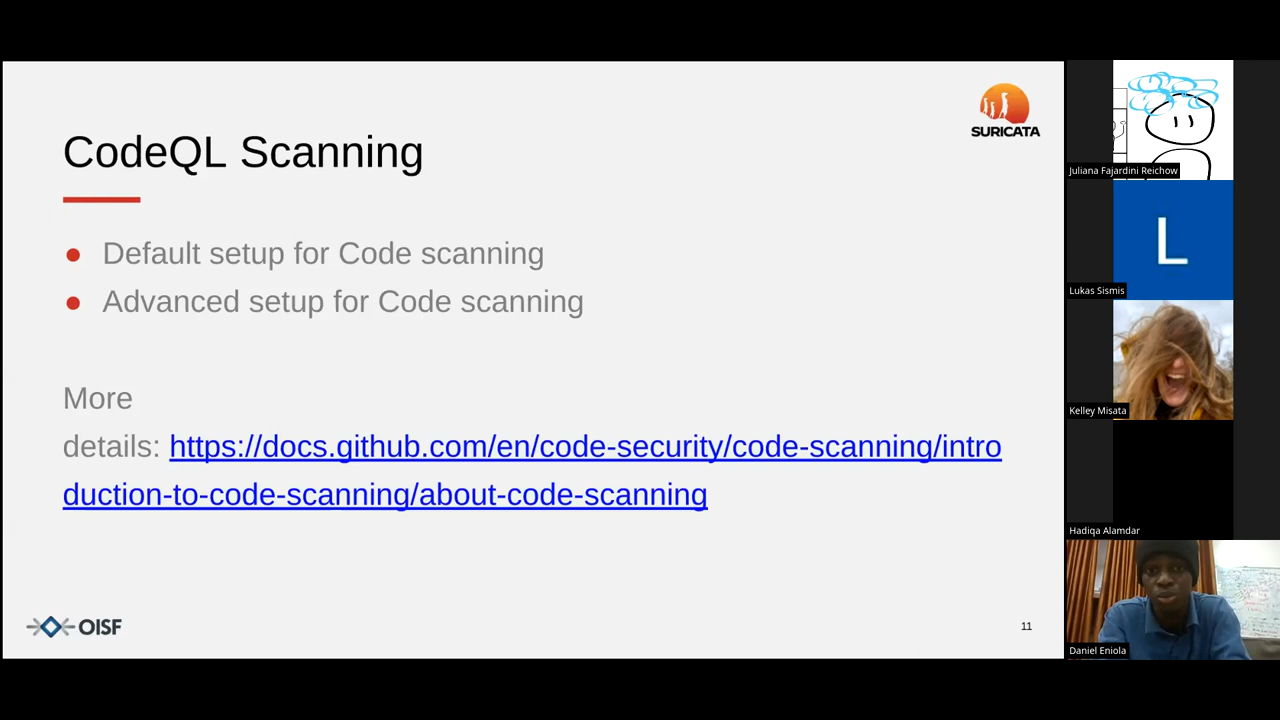 SURICATA
CodeQL Scanning
● Default setup for Code scanning
● Advanced setup for Code scanning
More
details: https://docs.github.com/en/code-security/code-scanning/intro
duction-to-code-scanning/about-code-scanning
OISF
11
Juliana Fajardini Reichow
L
Lukas Sismis
Kelley Misata
Hadiqa Alamdar
Daniel Eniola